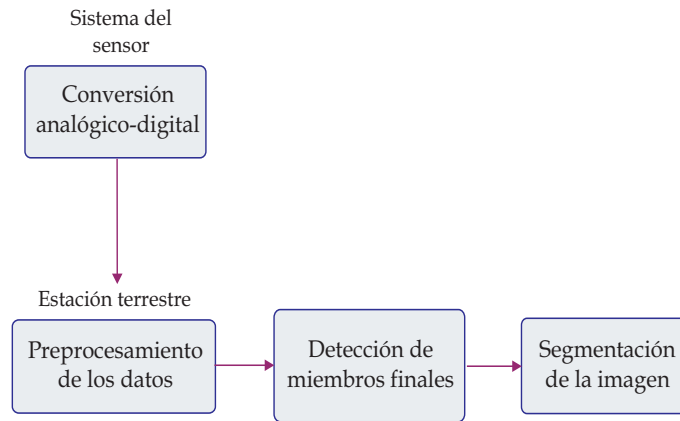 Sistema del
sensor
Conversión
analógico-digital
Estación terrestre
Preprocesamiento
de los datos
Detección de
miembros finales
Segmentación
de la imagen